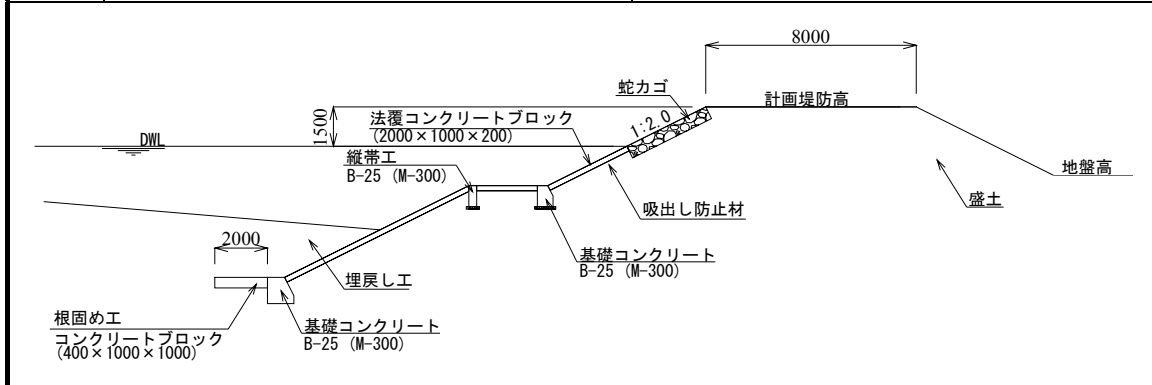 8000
蛇カゴ
計画堤防高
1500
法覆コンクリートブロック
(2000×1000×200)
1:2.0
DWL
縦帯工
B-25 (M-300)
地盤高
吸出し防止材
盛土
2000
基礎コンクリート
B-25 (M-300)
埋戻し工
根固め工
コンクリートブロック
(400×1000×1000)
基礎コンクリート
B-25 (M-300)